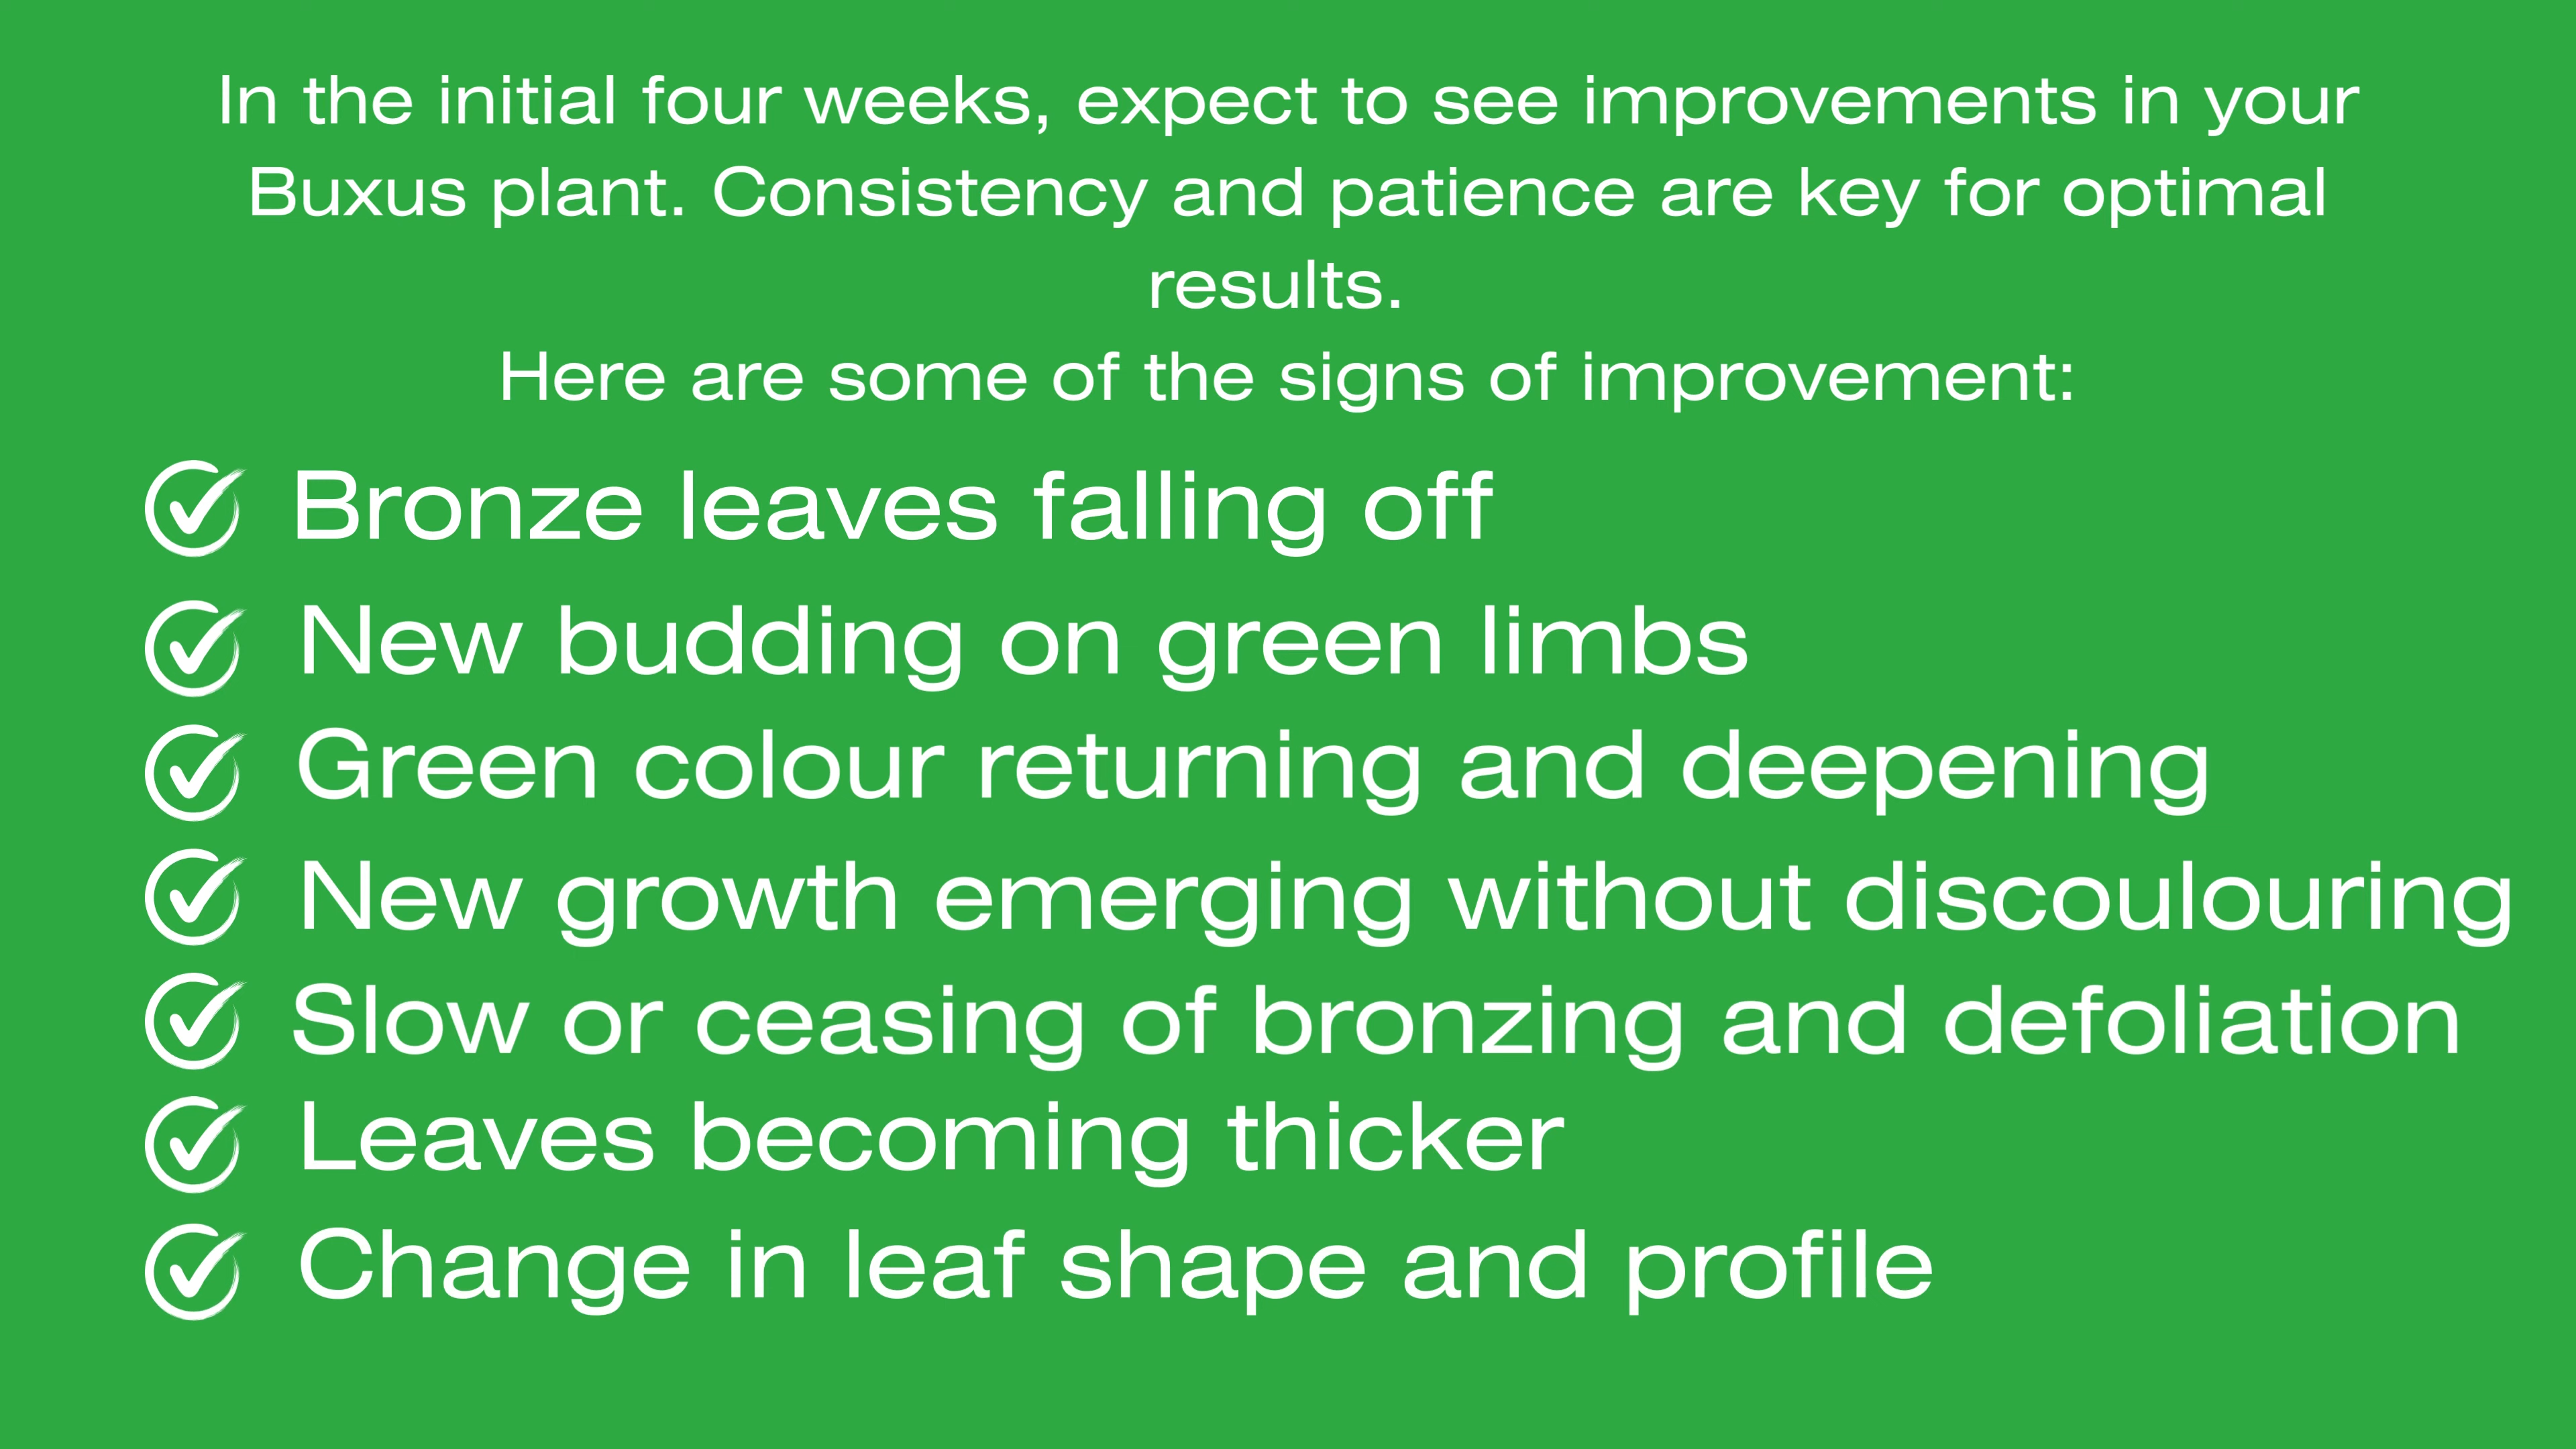 In the initial four weeks, expect to see improvements in your
Buxus plant. Consistency and patience are key for optimal
results.
Here are some of the signs of improvement:
Bronze leaves falling off
New budding on green limbs
Green colour returning and deepening
New growth emerging without discoulouring
Slow or ceasing of bronzing and defoliation
Leaves becoming thicker
Change in leaf shape and profile